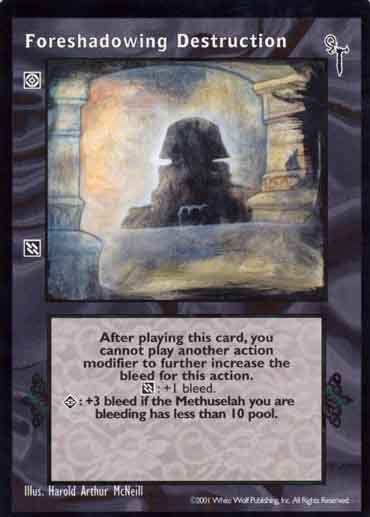 Foreshadowing Destruction
After playing this card, you
cannot play another action
modifier to further increase the
bleed for this action.
: +1 bleed.
: +3 bleed if the Methuselah you are
bleeding has less than 10 pool.
Illus. Harold Arthur McNeill
©2001 White Wolf Publishing, Inc. All Rights Reserved.